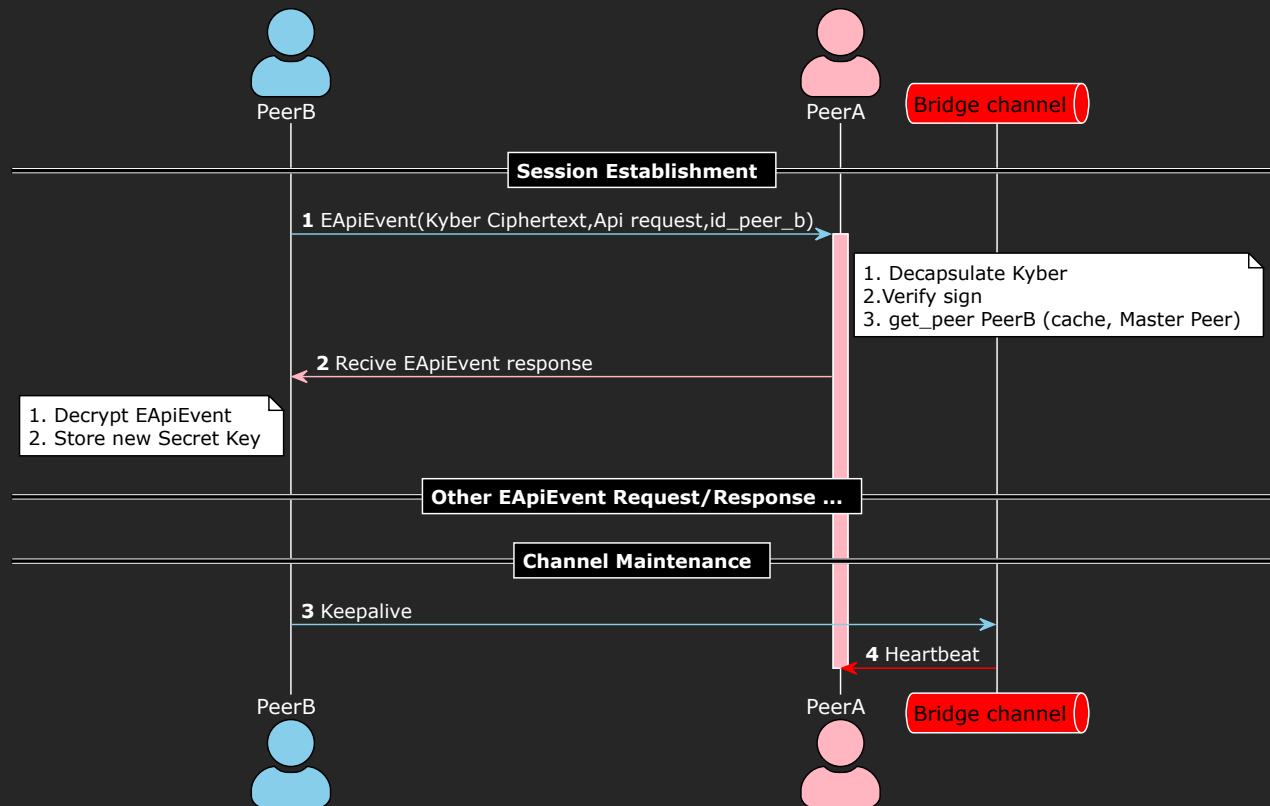 PeerB
PeerA
Bridge channel
Session Establishment
1 EApiEvent(Kyber Ciphertext,Api request,id_peer_b)
1. Decapsulate Kyber
2.Verify sign
3. get_peer PeerB (cache, Master Peer)
2 Recive EApiEvent response
1. Decrypt EApiEvent
2. Store new Secret Key
Other EApiEvent Request/Response ...
Channel Maintenance
3 Keepalive
4 Heartbeat
PeerB
PeerA
Bridge channel